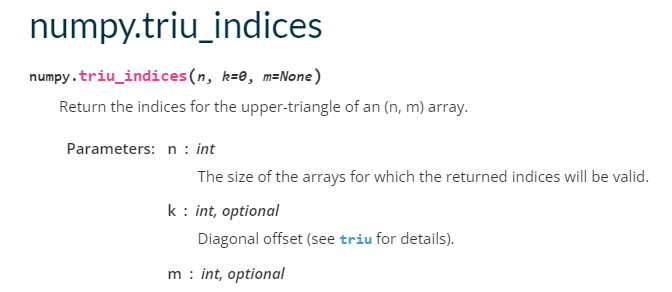 numpy.triu_indices
numpy.triu_indices(n, k=0, m=None)
Return the indices for the upper-triangle of an (n, m) array.
Parameters: n : int
The size of the arrays for which the returned indices will be valid.
k : int, optional
Diagonal offset (see triu for details).
m : int, optional